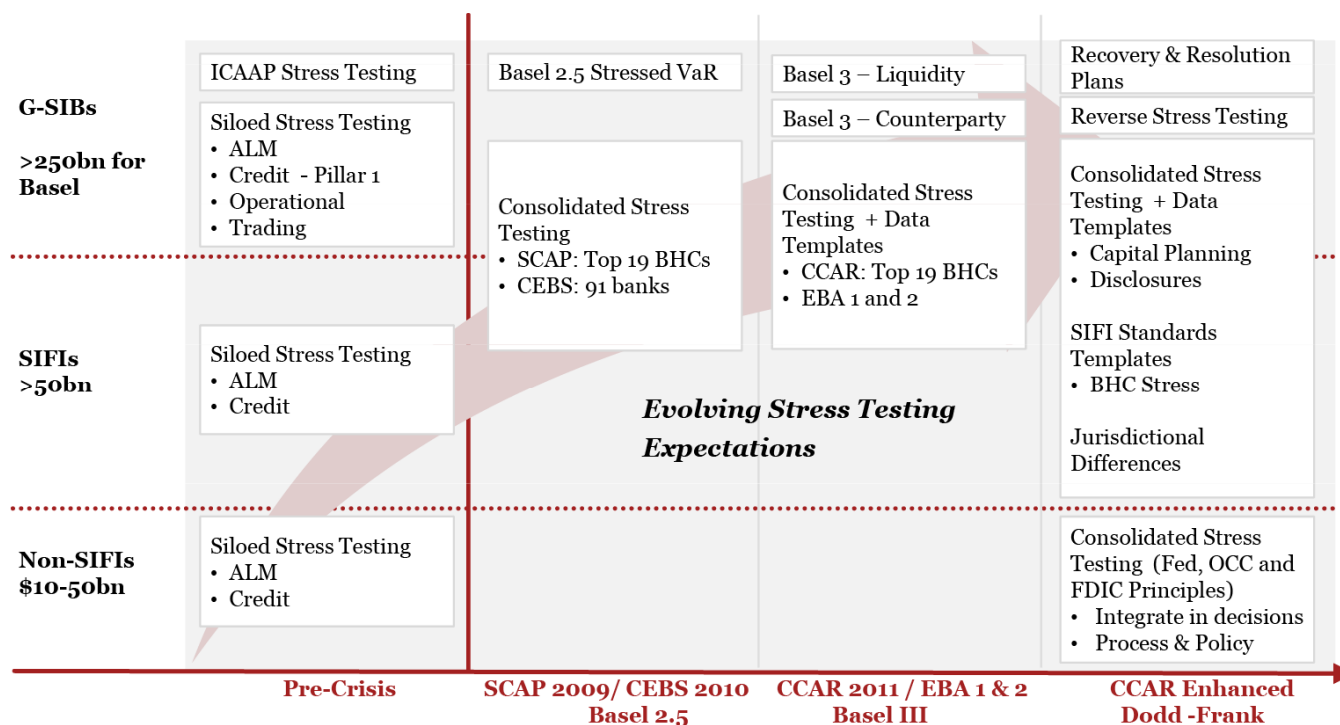 G-SIBs
>250bn for
Basel
ICAAP Stress Testing
Siloed Stress Testing
• ALM
• Credit - Pillar 1
• Operational
• Trading
Basel 2.5 Stressed VaR
Consolidated Stress
Testing
• SCAP: Top 19 BHCs
• CEBS: 91 banks
Basel 3 – Liquidity
Basel 3 – Counterparty
Consolidated Stress
Testing + Data
Templates
• CCAR: Top 19 BHCs
• EBA 1 and 2
Recovery & Resolution
Plans
Reverse Stress Testing
Consolidated Stress
Testing + Data
Templates
• Capital Planning
• Disclosures
SIFI Standards
Templates
• BHC Stress
Jurisdictional
Differences
SIFIs
>50bn
Siloed Stress Testing
• ALM
• Credit
Evolving Stress Testing
Expectations
Non-SIFIs
$10-50bn
Siloed Stress Testing
• ALM
• Credit
Consolidated Stress
Testing (Fed, OCC and
FDIC Principles)
• Integrate in decisions
• Process & Policy
Pre-Crisis
SCAP 2009/ CEBS 2010
Basel 2.5
CCAR 2011 / EBA 1 & 2
Basel III
CCAR Enhanced
Dodd -Frank